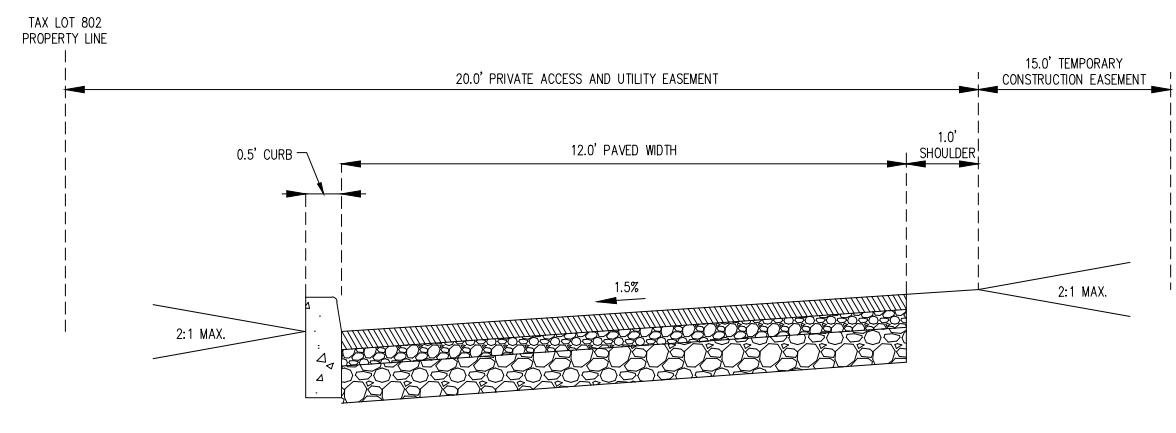 TAX LOT 802
PROPERTY LINE
20.0' PRIVATE ACCESS AND UTILITY EASEMENT
15.0' TEMPORARY
CONSTRUCTION EASEMENT
0.5' CURB
12.0' PAVED WIDTH
1.0'
SHOULDER
1.5%
2:1 MAX.
2:1 MAX.